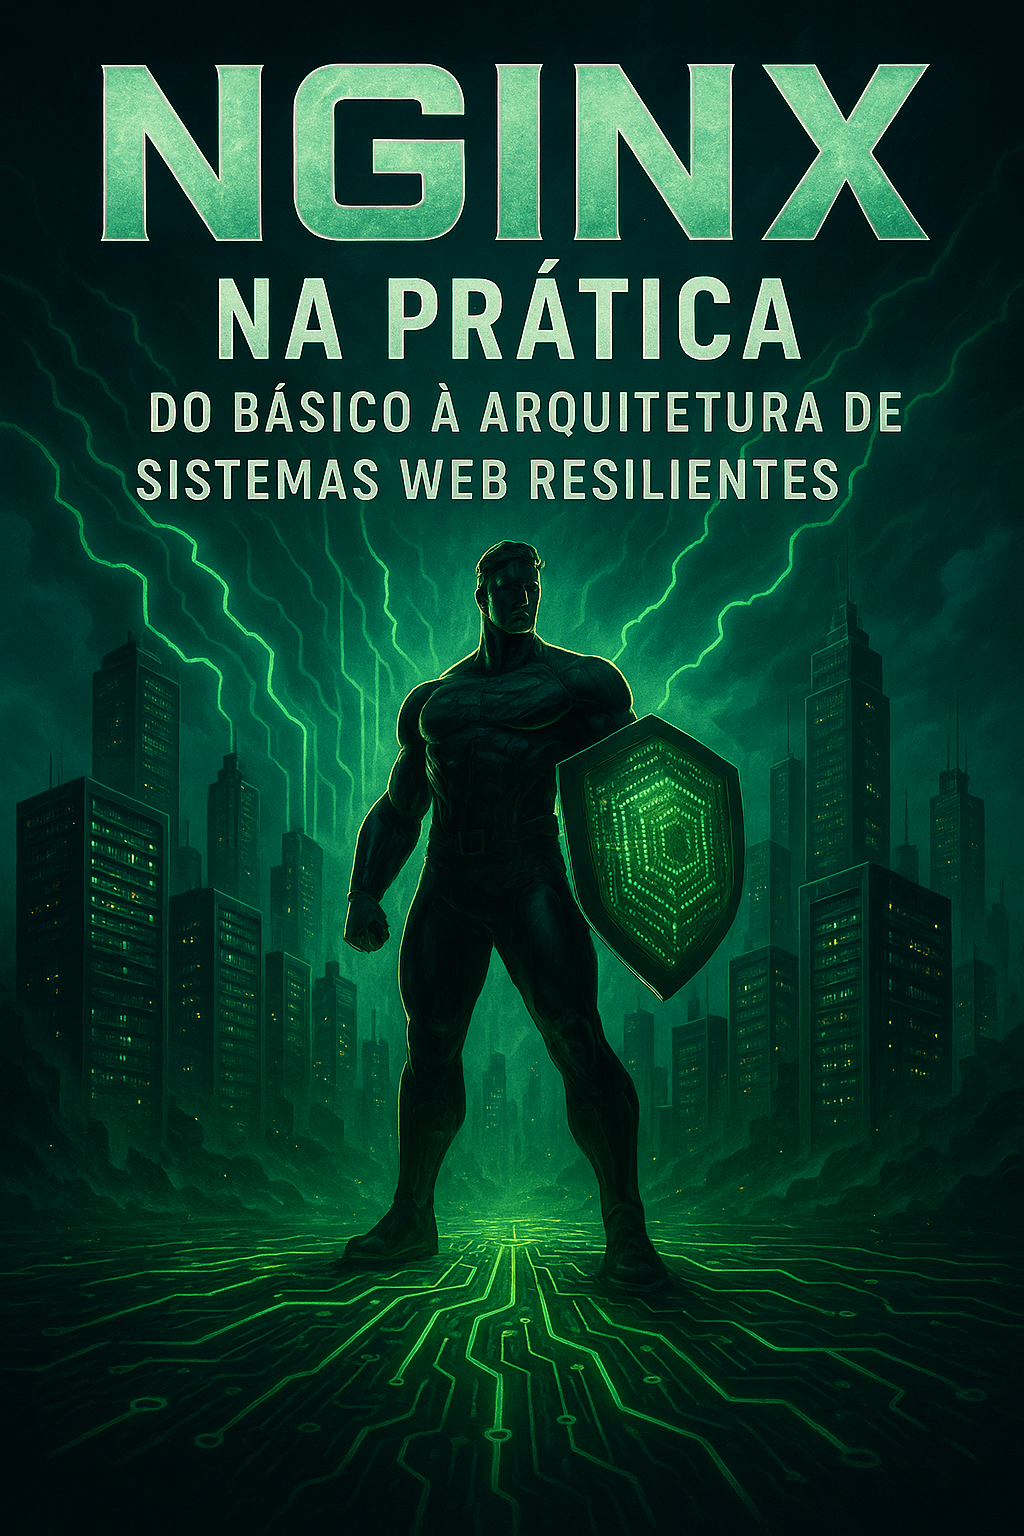 NGINX
NA PRÁTICA
DO BÁSICO À ARQUITETURA DE
SISTEMAS WEB RESILIENTES